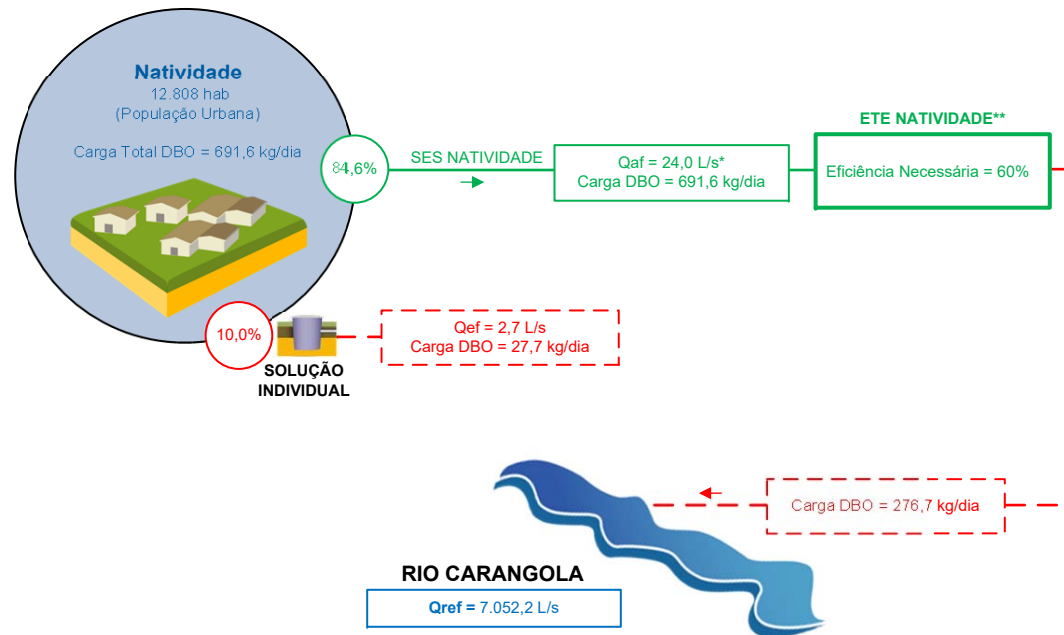 Natividade
12.808 hab
(População Urbana)
Carga Total DBO = 691,6 kg/dia
84,6%
SES NATIVIDADE
Qaf = 24,0 L/s*
Carga DBO = 691,6 kg/dia
ETE NATIVIDADE**
Eficiência Necessária = 60%
10,0%
SOLUÇÃO
INDIVIDUAL
Qef = 2,7 L/s
Carga DBO = 27,7 kg/dia
Carga DBO = 276,7 kg/dia
RIO CARANGOLA
Qref = 7.052,2 L/s